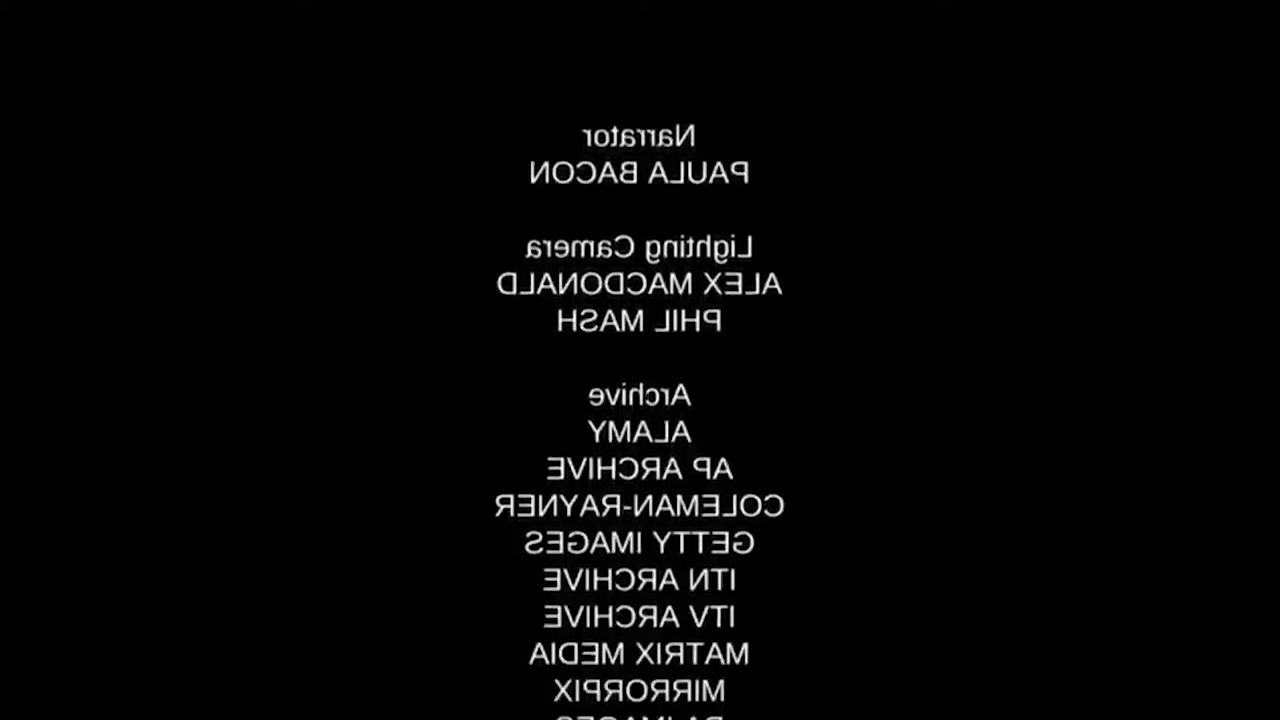 Narrator
PAULA BACON
Lighting Camera
ALEX MACDONALD
PHIL MASH
Archive
ALAMY
AP ARCHIVE
COLEMAN-RAYNER
GETTY IMAGES
ITN ARCHIVE
ITV ARCHIVE
MATRIX MEDIA
MIRRORPIX